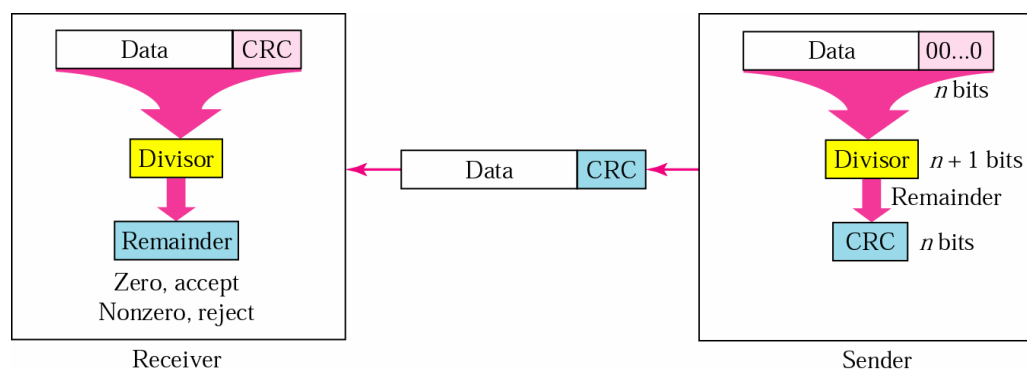 Data CRC
Divisor
Remainder
Zero, accept
Nonzero, reject
Receiver
Data CRC
Data 00...0
n bits
Divisor n + 1 bits
Remainder
CRC n bits
Sender